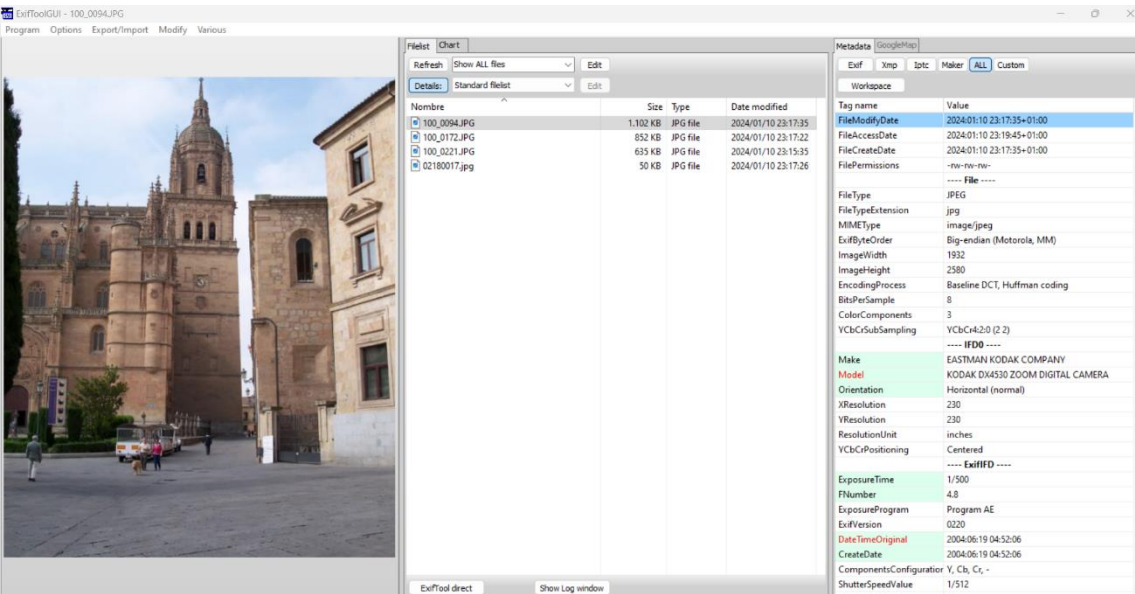 ExifToolGUI - 100_0094.JPG
Program Options Export/Import Modify Various
Filelist Chart
Refresh Show ALL files Edit
Details: Standard filelist Edit
Nombre Size Type Date modified
100_0094.JPG 1.102 KB JPG file 2024/01/10 23:17:35
100_0172.JPG 852 KB JPG file 2024/01/10 23:17:22
100_0221.JPG 635 KB JPG file 2024/01/10 23:15:35
02180017.jpg 50 KB JPG file 2024/01/10 23:17:26
ExifTool direct Show Log window
Metadata GoogleMap
Exif Xmp Iptc Maker ALL Custom
Workspace
Tag name Value
FileModifyDate 2024:01:10 23:17:35+01:00
FileAccessDate 2024:01:10 23:19:45+01:00
FileCreateDate 2024:01:10 23:17:35+01:00
FilePermissions -rw-rw-rw-
---- File ----
FileType JPEG
FileTypeExtension jpg
MIMEType image/jpeg
ExifByteOrder Big-endian (Motorola, MM)
ImageWidth 1932
ImageHeight 2580
EncodingProcess Baseline DCT, Huffman coding
BitsPerSample 8
ColorComponents 3
YCbCrSubSampling YCbCr4:2:0 (2 2)
---- IFD0 ----
Make EASTMAN KODAK COMPANY
Model KODAK DX4530 ZOOM DIGITAL CAMERA
Orientation Horizontal (normal)
XResolution 230
YResolution 230
ResolutionUnit inches
YCbCrPositioning Centered
---- ExifIFD ----
ExposureTime 1/500
FNumber 4.8
ExposureProgram Program AE
ExifVersion 0220
DateTimeOriginal 2004:06:19 04:52:06
CreateDate 2004:06:19 04:52:06
ComponentsConfiguration Y, Cb, Cr, -
ShutterSpeedValue 1/512